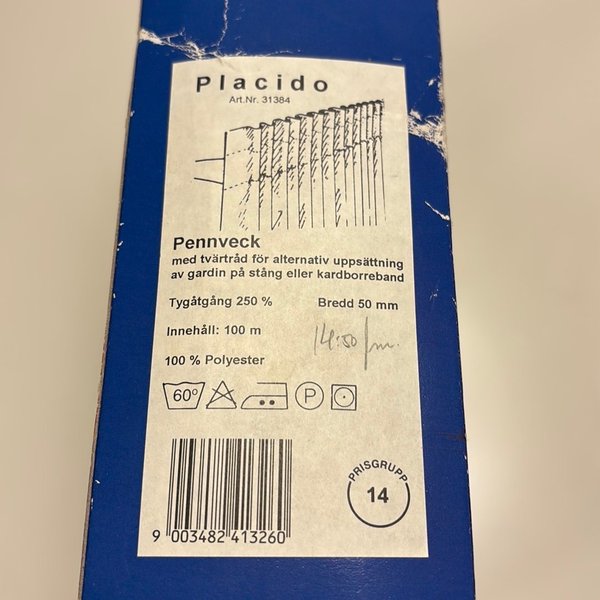 Placido
Art.Nr. 31384
Pennveck
med tvärtråd för alternativ uppsättning
av gardin på stång eller kardborreband
Tygåtgång 250 % Bredd 50 mm
Innehåll: 100 m 14:50/m.
100 % Polyester
60° P
PRISGRUPP
14
9 003482 413260